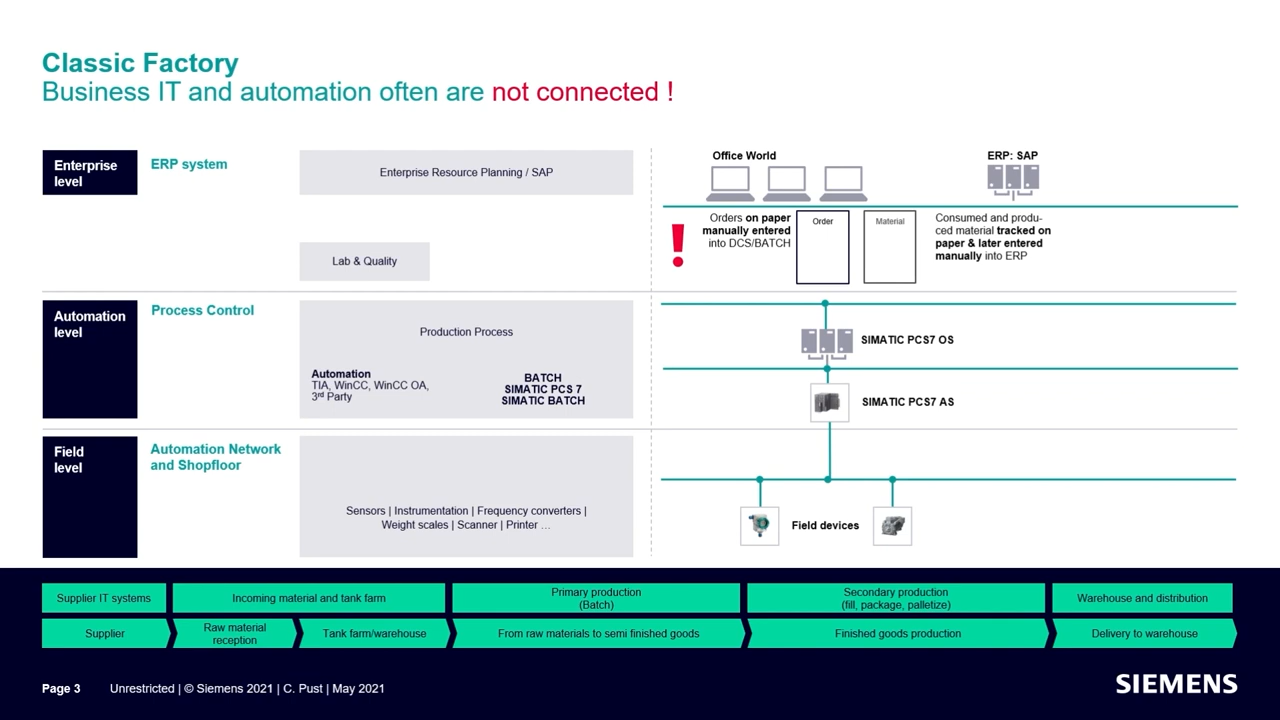 Classic Factory
Business IT and automation often are not connected !
Enterprise
level
ERP system
Enterprise Resource Planning / SAP
Lab & Quality
Office World
ERP: SAP
Orders on paper
manually entered
into DCS/BATCH
Order
Material
Consumed and produ-
ced material tracked on
paper & later entered
manually into ERP
Automation
level
Process Control
Production Process
Automation
TIA, WinCC, WinCC OA,
3rd Party
BATCH
SIMATIC PCS 7
SIMATIC BATCH
SIMATIC PCS7 OS
SIMATIC PCS7 AS
Field
level
Automation Network
and Shopfloor
Sensors | Instrumentation | Frequency converters |
Weight scales | Scanner | Printer …
Field devices
Supplier IT systems
Incoming material and tank farm
Primary production
(Batch)
Secondary production
(fill, package, palletize)
Warehouse and distribution
Supplier
Raw material
reception
Tank farm/warehouse
From raw materials to semi finished goods
Finished goods production
Delivery to warehouse
Page 3
Unrestricted | © Siemens 2021 | C. Pust | May 2021
SIEMENS